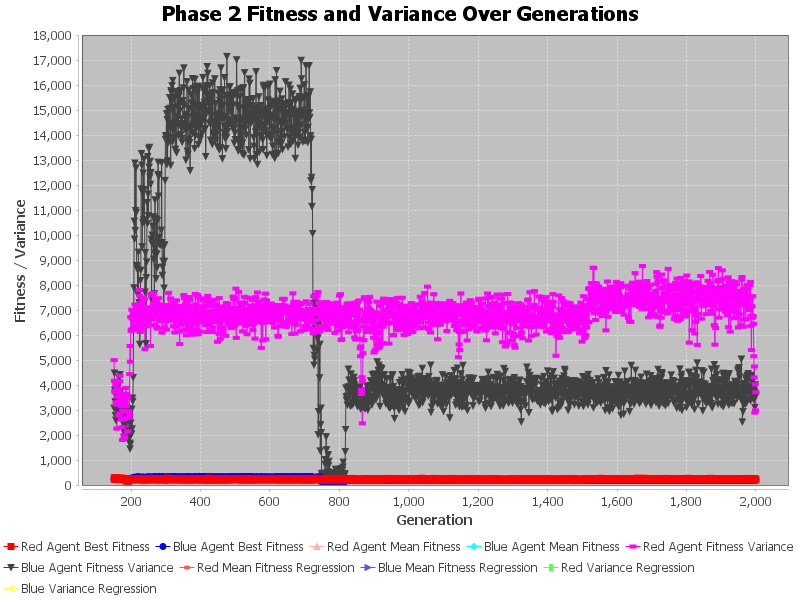 Phase 2 Fitness and Variance Over Generations
18,000
17,000
16,000
15,000
14,000
13,000
12,000
11,000
10,000
9,000
8,000
7,000
6,000
5,000
4,000
3,000
2,000
1,000
0
Fitness / Variance
200 400 600 800 1,000 1,200 1,400 1,600 1,800 2,000
Generation
Red Agent Best Fitness Blue Agent Best Fitness Red Agent Mean Fitness Blue Agent Mean Fitness Red Agent Fitness Variance
Blue Agent Fitness Variance Red Mean Fitness Regression Blue Mean Fitness Regression Red Variance Regression
Blue Variance Regression